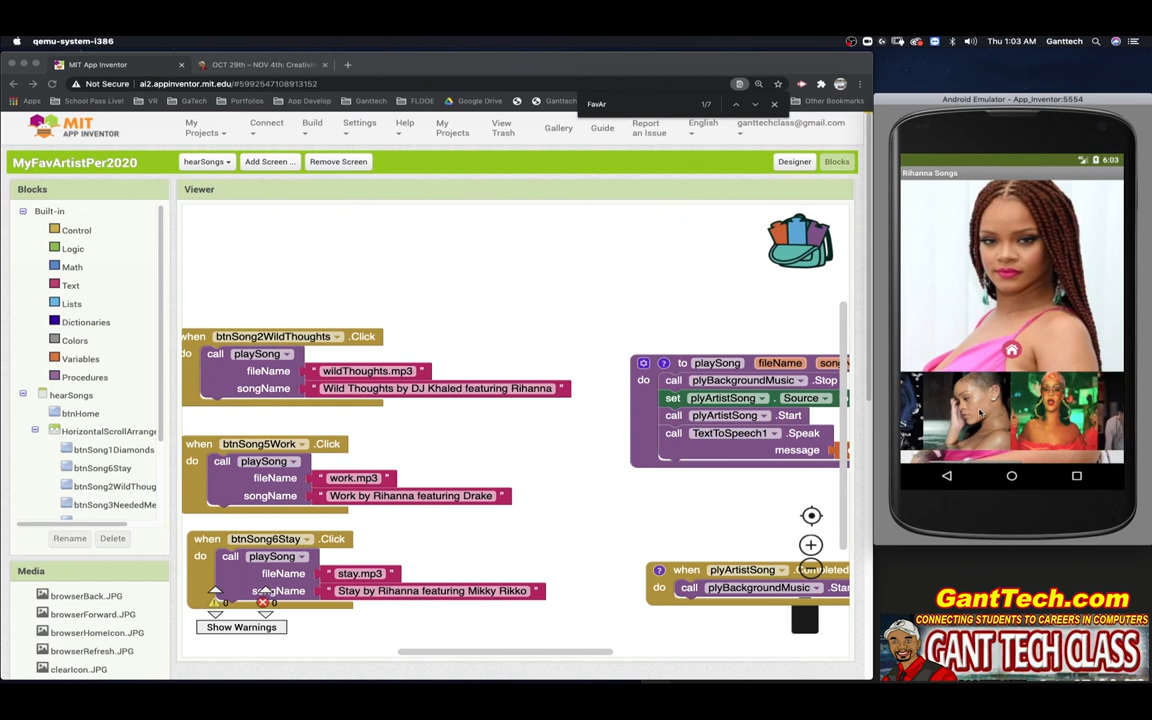 qemu-system-i386
Thu 1:03 AM Ganttech
MIT App Inventor
OCT 29th – NOV 4th: Creativi
Not Secure | ai2.appinventor.mit.edu/#5992547108913152
Apps School Pass Live! VR GaTech Portfolios App Develop Ganttech FLDOE Google Drive Ganttech Other Bookmarks
FavAr 1/7
MIT APP INVENTOR
My Projects
Connect
Build
Settings
Help
My Projects
View Trash
Gallery
Guide
Report an Issue
English
ganttechclass@gmail.com
MyFavArtistPer2020
hearSongs
Add Screen ...
Remove Screen
Designer
Blocks
Blocks
Built-in
Control
Logic
Math
Text
Lists
Dictionaries
Colors
Variables
Procedures
hearSongs
btnHome
HorizontalScrollArrange
btnSong1Diamonds
btnSong6Stay
btnSong2WildThoug
btnSong3NeededMe
Rename
Delete
Media
browserBack.JPG
browserForward.JPG
browserHomeIcon.JPG
browserRefresh.JPG
clearIcon.JPG
Viewer
when btnSong2WildThoughts .Click
do call playSong
fileName " wildThoughts.mp3 "
songName " Wild Thoughts by DJ Khaled featuring Rihanna "
when btnSong5Work .Click
do call playSong
fileName " work.mp3 "
songName " Work by Rihanna featuring Drake "
when btnSong6Stay .Click
do call playSong
fileName " stay.mp3 "
" Stay by Rihanna featuring Mikky Rikko "
0 0
Show Warnings
to playSong fileName
do call plyBackgroundMusic .Stop
set plyArtistSong . Source
call plyArtistSong .Start
call TextToSpeech1 .Speak
message
when plyArtistSong .Completed
do call plyBackgroundMusic .Star
Android Emulator - App_Inventor:5554
6:03
Rihanna Songs
GantTech.com
CONNECTING STUDENTS TO CAREERS IN COMPUTERS
GANT TECH CLASS